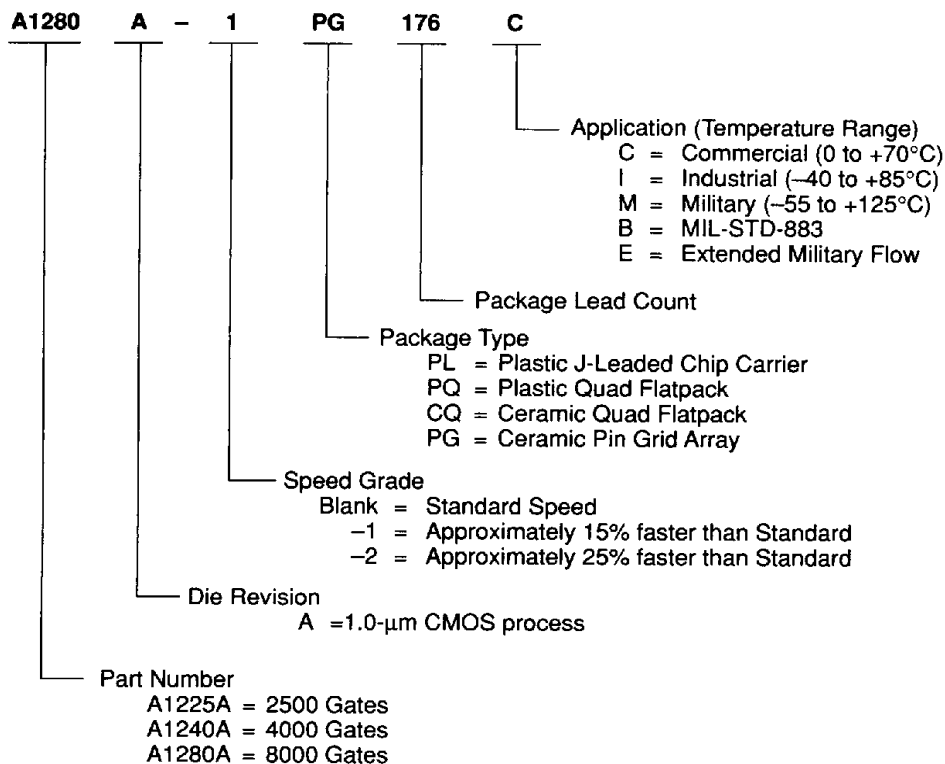 A1280 A – 1 PG 176 C
Application (Temperature Range)
C = Commercial (0 to +70°C)
I = Industrial (–40 to +85°C)
M = Military (–55 to +125°C)
B = MIL-STD-883
E = Extended Military Flow
Package Lead Count
Package Type
PL = Plastic J-Leaded Chip Carrier
PQ = Plastic Quad Flatpack
CQ = Ceramic Quad Flatpack
PG = Ceramic Pin Grid Array
Speed Grade
Blank = Standard Speed
–1 = Approximately 15% faster than Standard
–2 = Approximately 25% faster than Standard
Die Revision
A =1.0-µm CMOS process
Part Number
A1225A = 2500 Gates
A1240A = 4000 Gates
A1280A = 8000 Gates